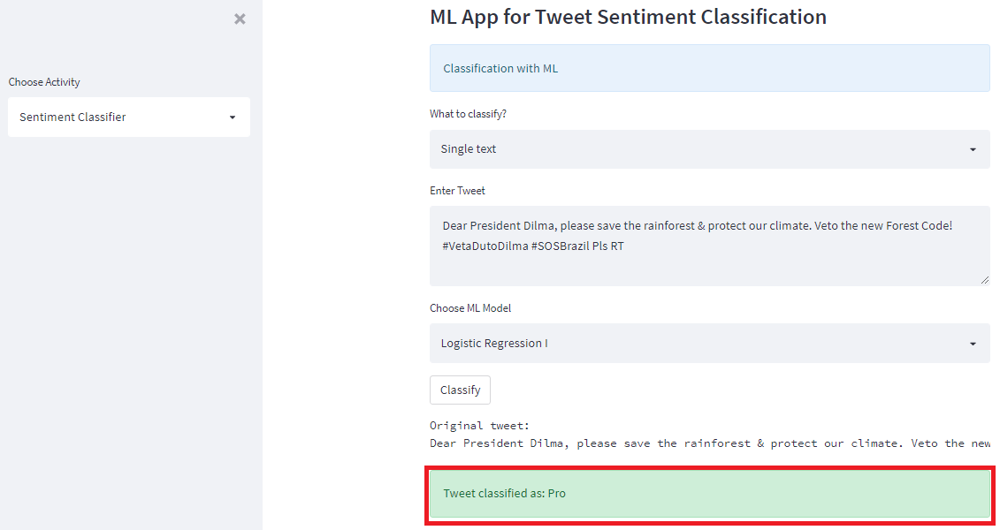 ×
Choose Activity
Sentiment Classifier
ML App for Tweet Sentiment Classification
Classification with ML
What to classify?
Single text
Enter Tweet
Dear President Dilma, please save the rainforest & protect our climate. Veto the new Forest Code!
#VetaDutoDilma #SOSBrazil Pls RT
Choose ML Model
Logistic Regression I
Classify
Original tweet:
Dear President Dilma, please save the rainforest & protect our climate. Veto the new
Tweet classified as: Pro